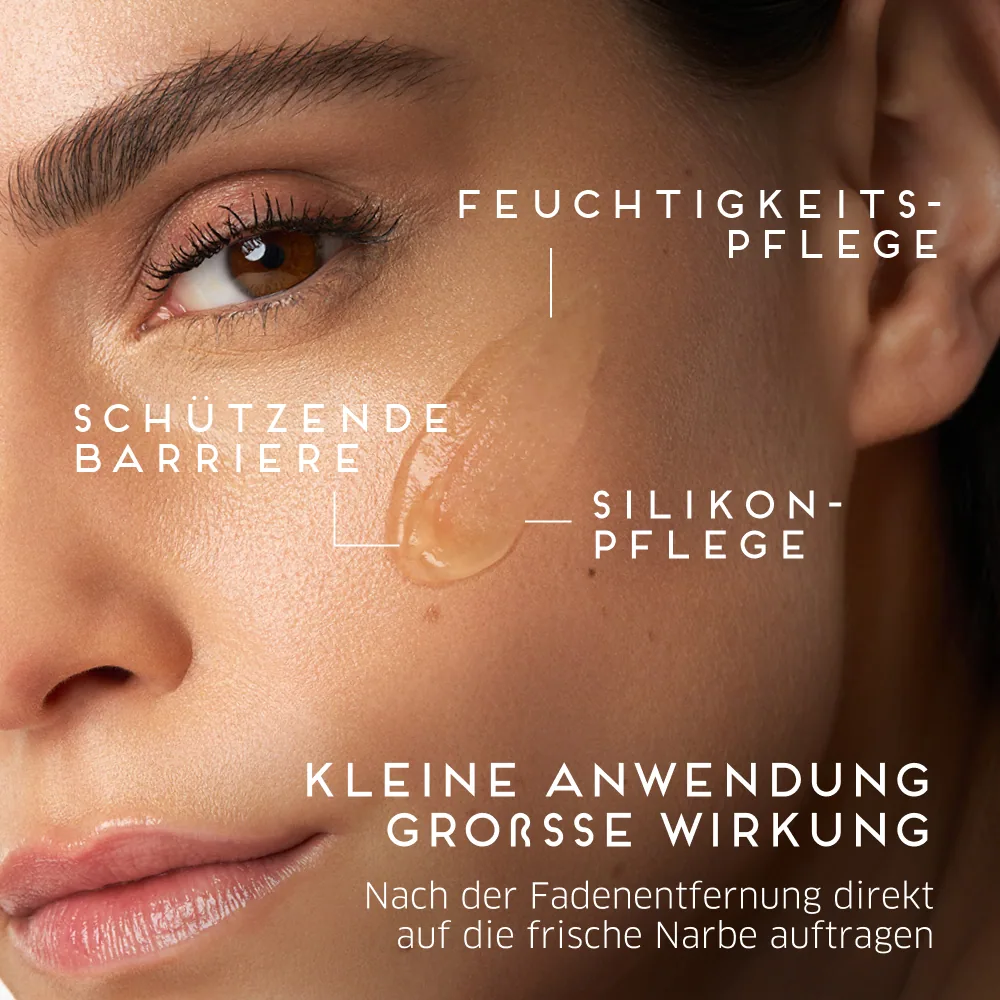 FEUCHTIGKEITS-
PFLEGE
SCHÜTZENDE
BARRIERE
SILIKON-
PFLEGE
KLEINE ANWENDUNG
GROßSSE WIRKUNG
Nach der Fadenentfernung direkt
auf die frische Narbe auftragen